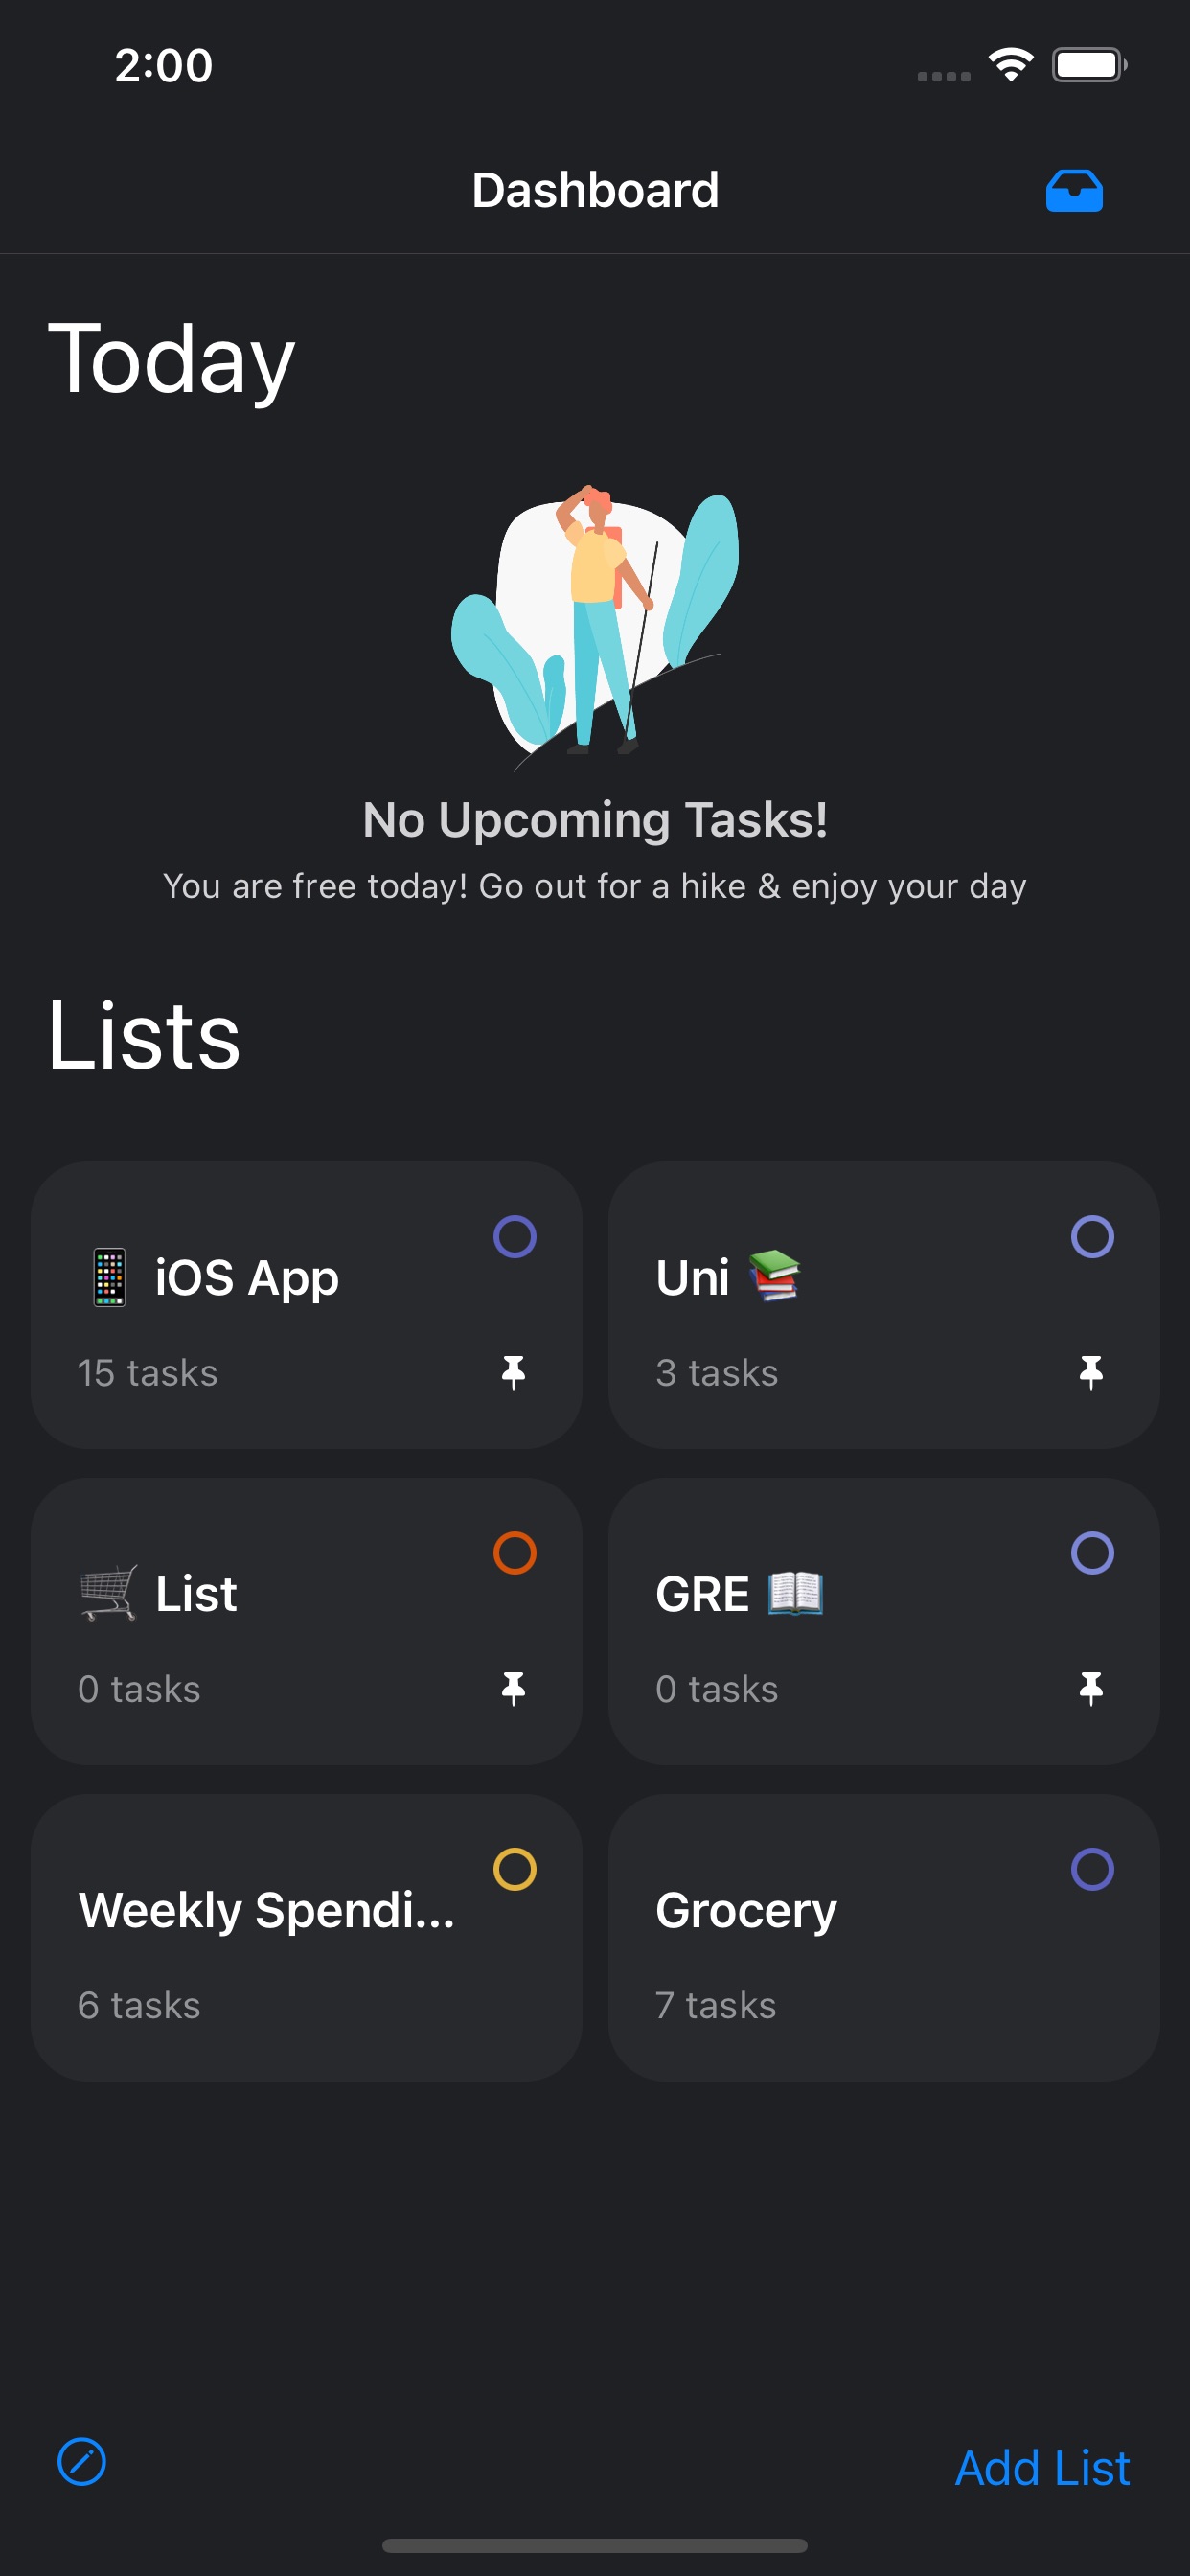 2:00
Dashboard
Today
No Upcoming Tasks!
You are free today! Go out for a hike & enjoy your day
Lists
📱 iOS App
15 tasks
Uni 📚
3 tasks
🛒 List
0 tasks
GRE 📖
0 tasks
Weekly Spendi...
6 tasks
Grocery
7 tasks
Add List